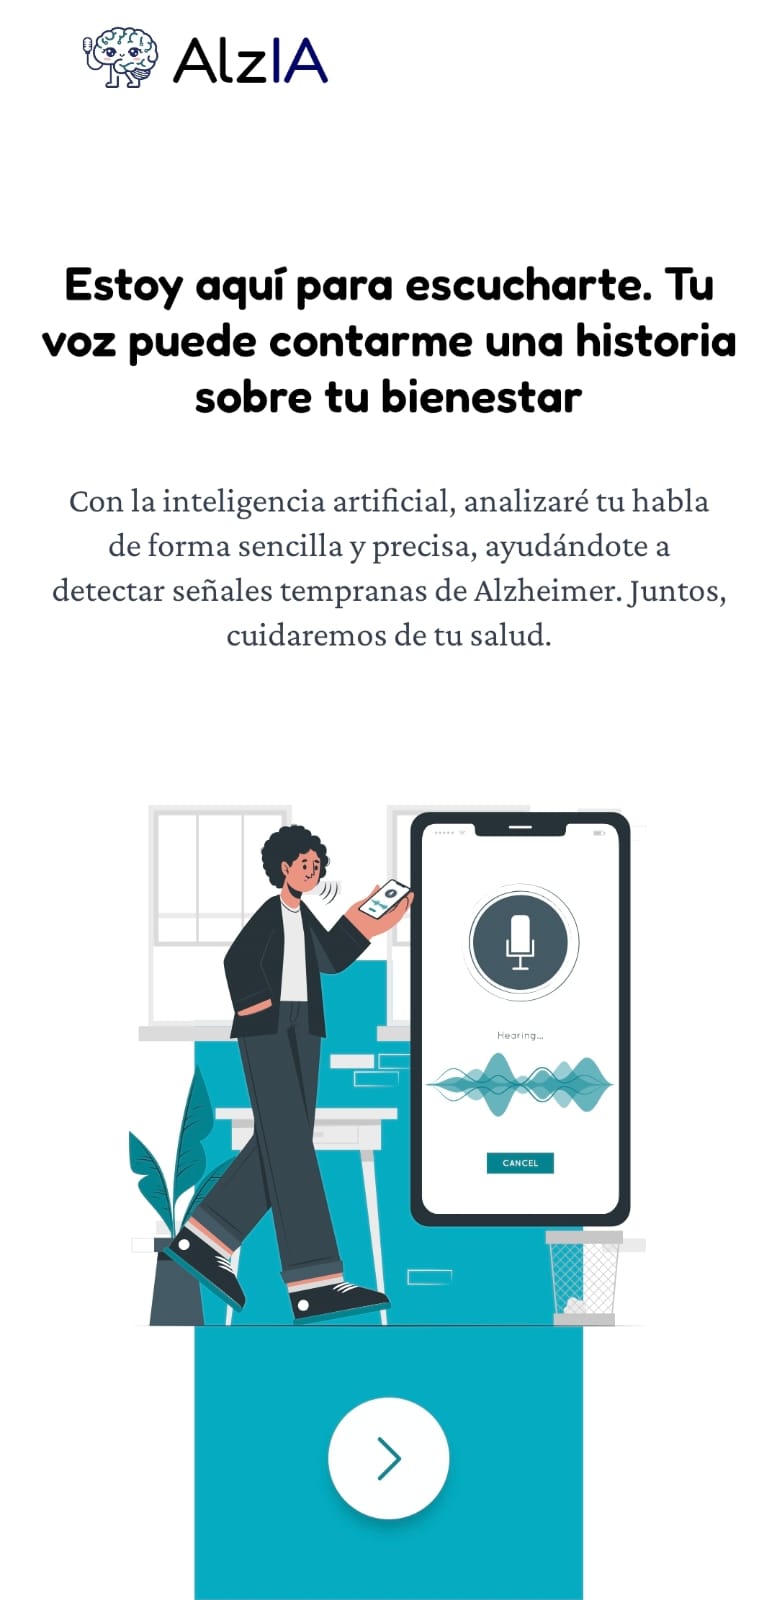 AlzIA
Estoy aquí para escucharte. Tu
voz puede contarme una historia
sobre tu bienestar
Con la inteligencia artificial, analizaré tu habla
de forma sencilla y precisa, ayudándote a
detectar señales tempranas de Alzheimer. Juntos,
cuidaremos de tu salud.
Hearing...
CANCEL